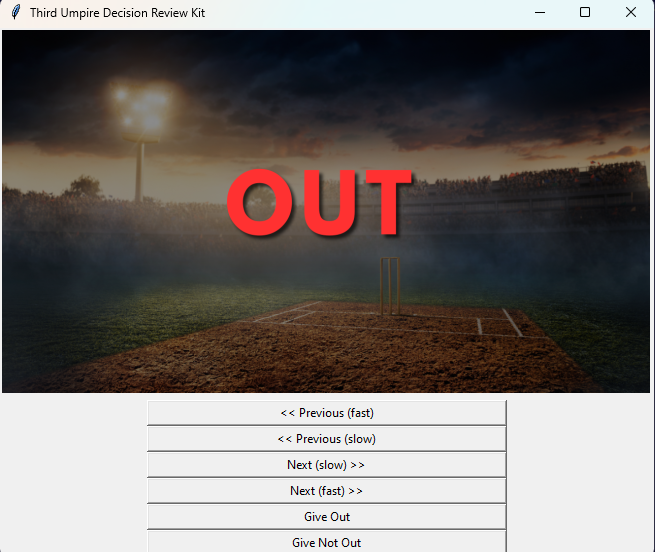 Third Umpire Decision Review Kit
OUT
<< Previous (fast)
<< Previous (slow)
Next (slow) >>
Next (fast) >>
Give Out
Give Not Out